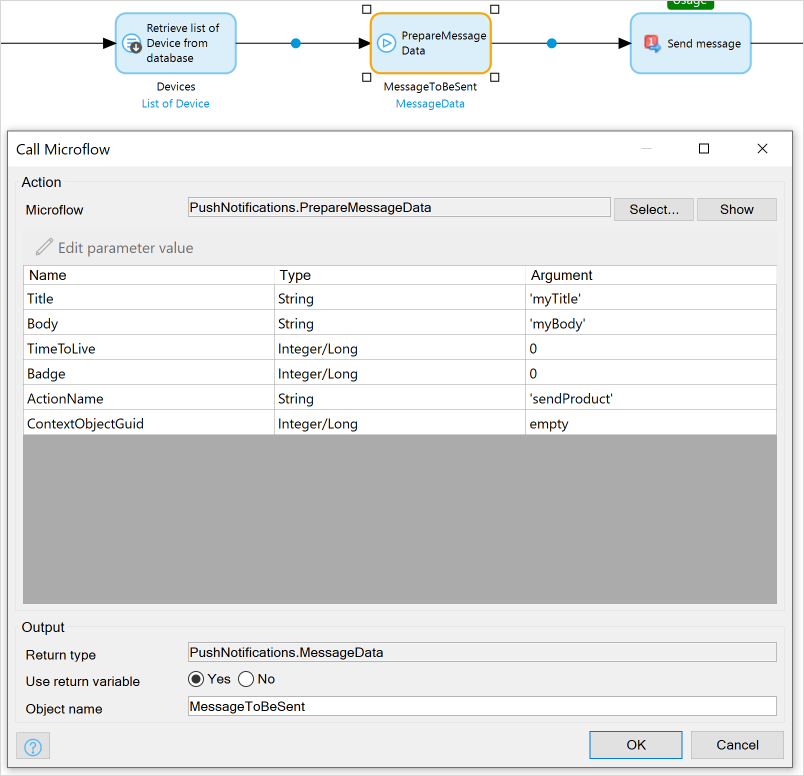 Usage
Retrieve list of
Device from
database
Devices
List of Device
PrepareMessage
Data
MessageToBeSent
MessageData
Send message
Call Microflow
Action
Microflow
PushNotifications.PrepareMessageData
Select...
Show
Edit parameter value
Name Type Argument
Title String 'myTitle'
Body String 'myBody'
TimeToLive Integer/Long 0
Badge Integer/Long 0
ActionName String 'sendProduct'
ContextObjectGuid Integer/Long empty
Output
Return type PushNotifications.MessageData
Use return variable Yes No
Object name MessageToBeSent
OK
Cancel